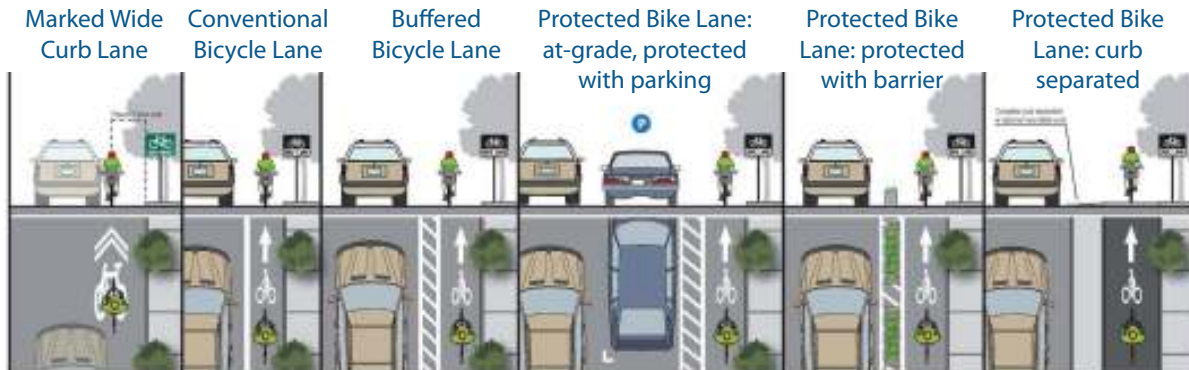 Marked Wide
Curb Lane
Conventional
Bicycle Lane
Buffered
Bicycle Lane
Protected Bike Lane:
at-grade, protected
with parking
Protected Bike
Lane: protected
with barrier
Protected Bike
Lane: curb
separated
P